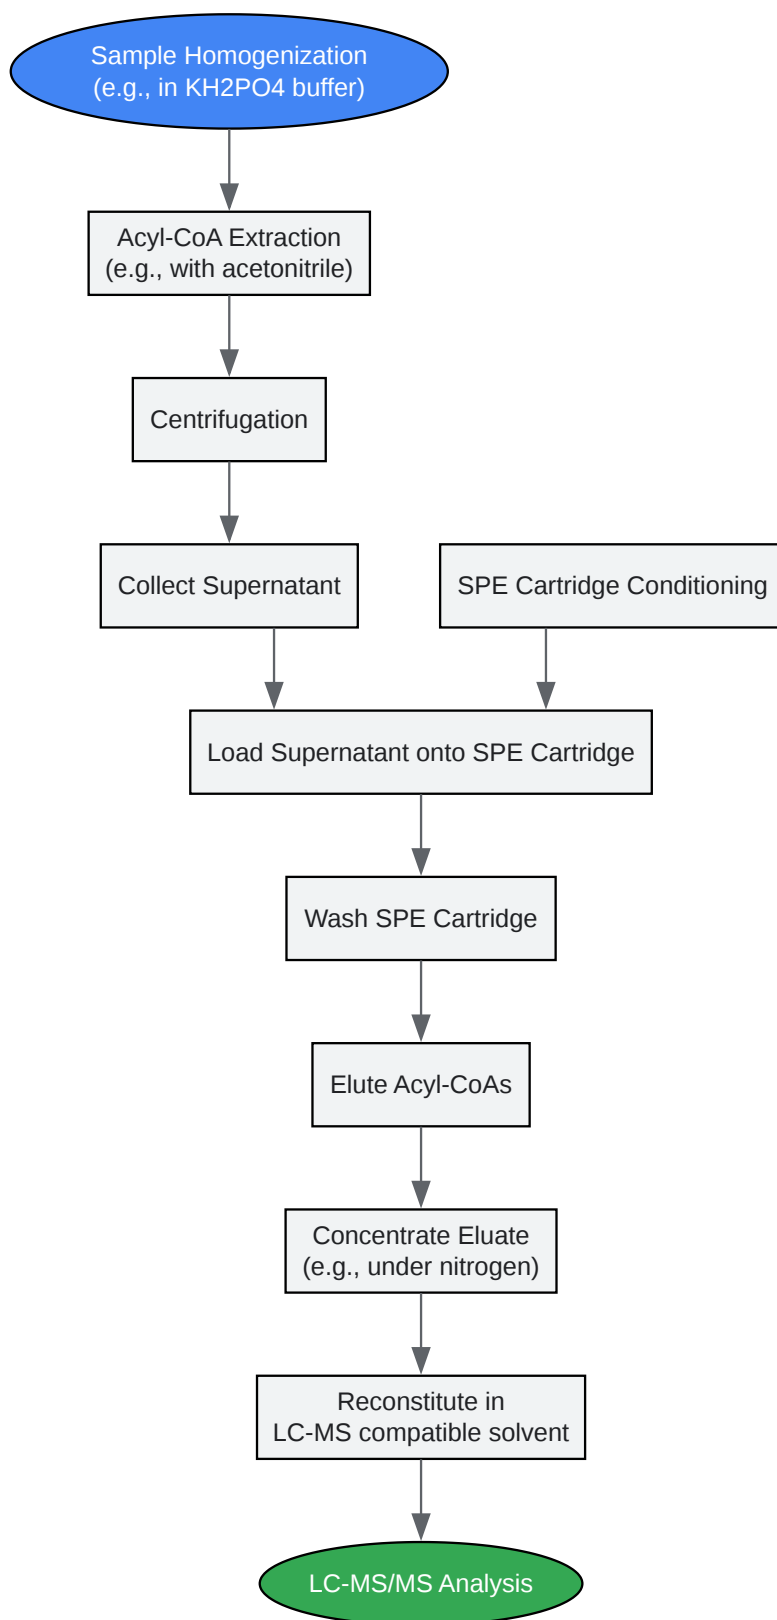 Sample Homogenization
(e.g., in KH2PO4 buffer)
Acyl-CoA Extraction
(e.g., with acetonitrile)
Centrifugation
Collect Supernatant
SPE Cartridge Conditioning
Load Supernatant onto SPE Cartridge
Wash SPE Cartridge
Elute Acyl-CoAs
Concentrate Eluate
(e.g., under nitrogen)
Reconstitute in
LC-MS compatible solvent
LC-MS/MS Analysis